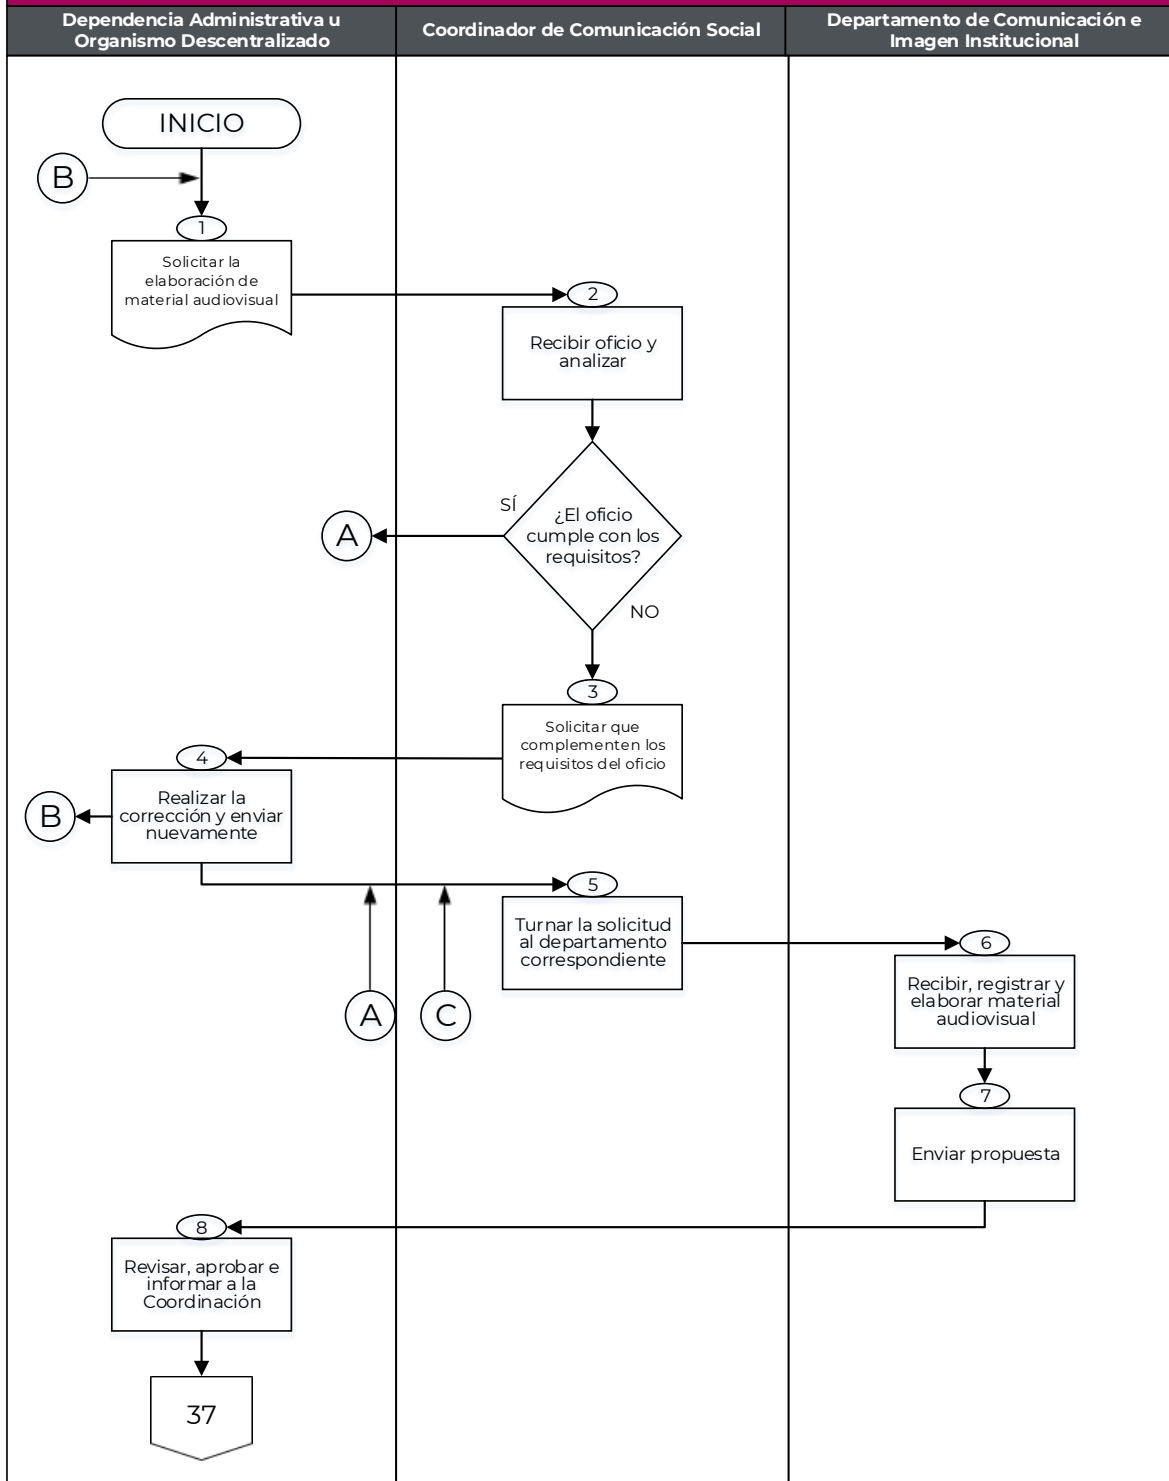 Dependencia Administrativa u
Organismo Descentralizado
Coordinador de Comunicación Social
Departamento de Comunicación e
Imagen Institucional
INICIO
B
1
Solicitar la
elaboración de
material audiovisual
2
Recibir oficio y
analizar
SÍ
¿El oficio
cumple con los
requisitos?
A
NO
3
Solicitar que
complementen los
requisitos del oficio
4
Realizar la
corrección y enviar
nuevamente
B
5
Turnar la solicitud
al departamento
correspondiente
A
C
6
Recibir, registrar y
elaborar material
audiovisual
7
Enviar propuesta
8
Revisar, aprobar e
informar a la
Coordinación
37